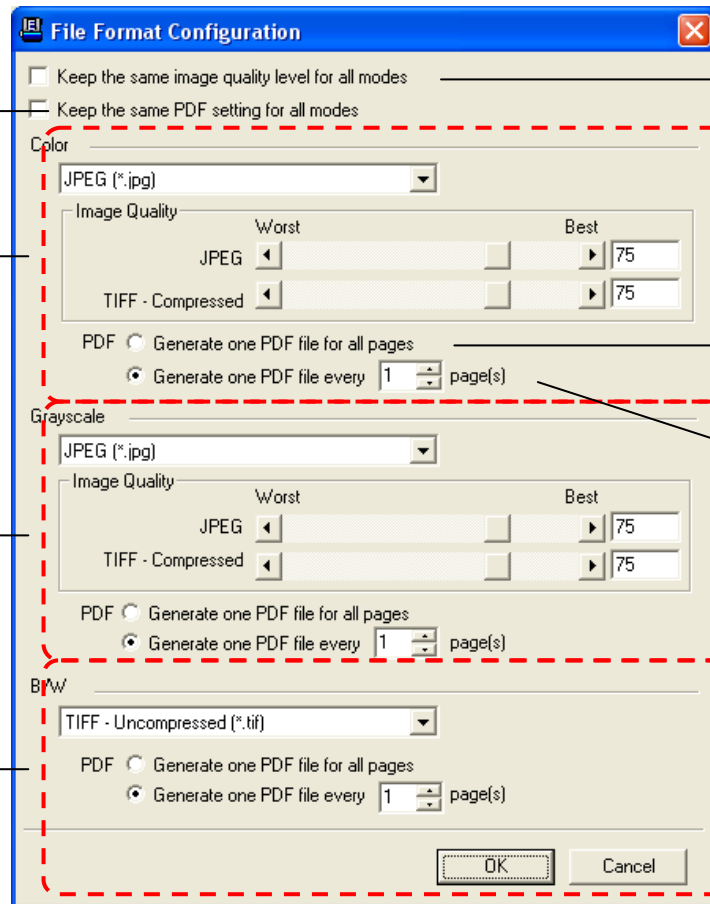 File Format Configuration
Keep the same image quality level for all modes
Keep the same PDF setting for all modes
Color
JPEG (*.jpg)
Image Quality
Worst Best
JPEG 75
TIFF - Compressed 75
PDF Generate one PDF file for all pages
Generate one PDF file every 1 page(s)
Grayscale
JPEG (*.jpg)
Image Quality
Worst Best
JPEG 75
TIFF - Compressed 75
PDF Generate one PDF file for all pages
Generate one PDF file every 1 page(s)
B/W
TIFF - Uncompressed (*.tif)
PDF Generate one PDF file for all pages
Generate one PDF file every 1 page(s)
OK Cancel